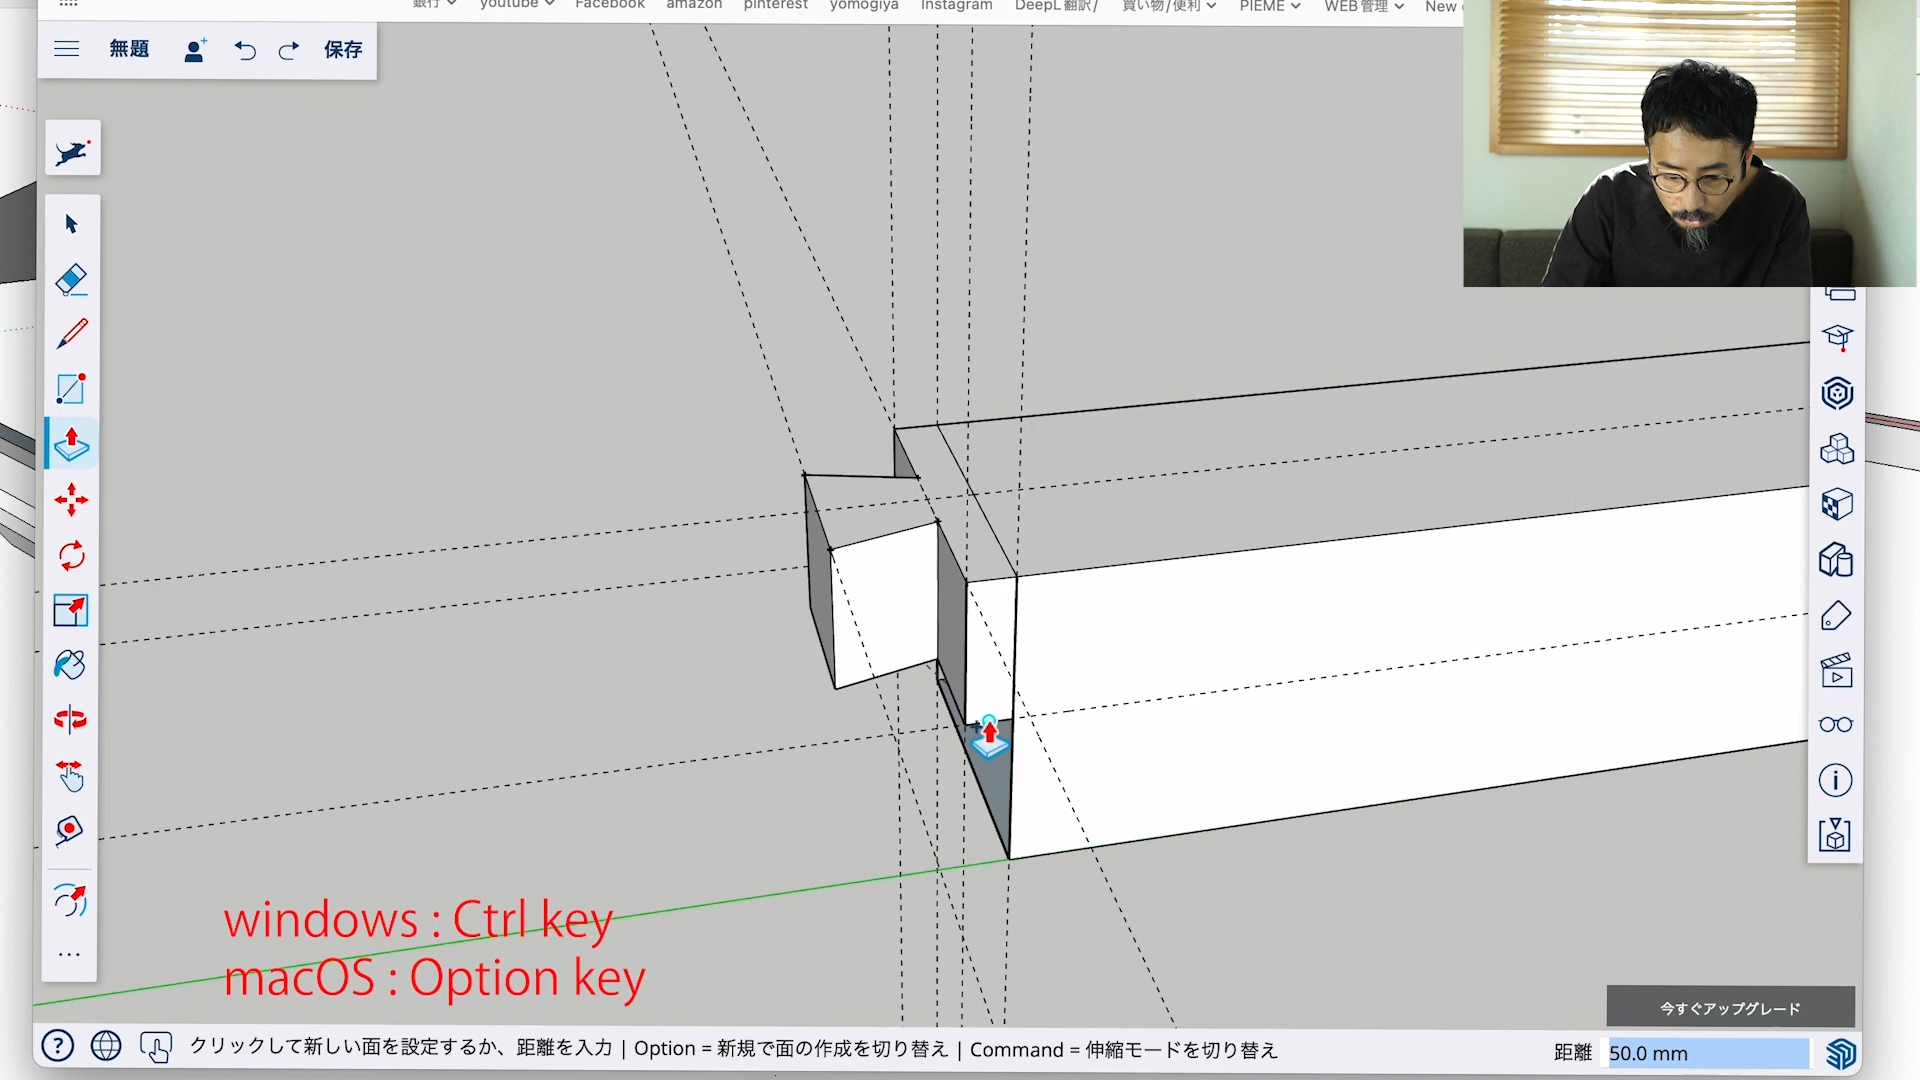 銀行 youtube Facebook amazon pinterest yomogiya Instagram DeepL 翻訳/ 買い物/便利 PIEME WEB管理 New
無題 保存
windows : Ctrl key
macOS : Option key
今すぐアップグレード
クリックして新しい面を設定するか、距離を入力 | Option = 新規で面の作成を切り替え | Command = 伸縮モードを切り替え
距離 50.0 mm